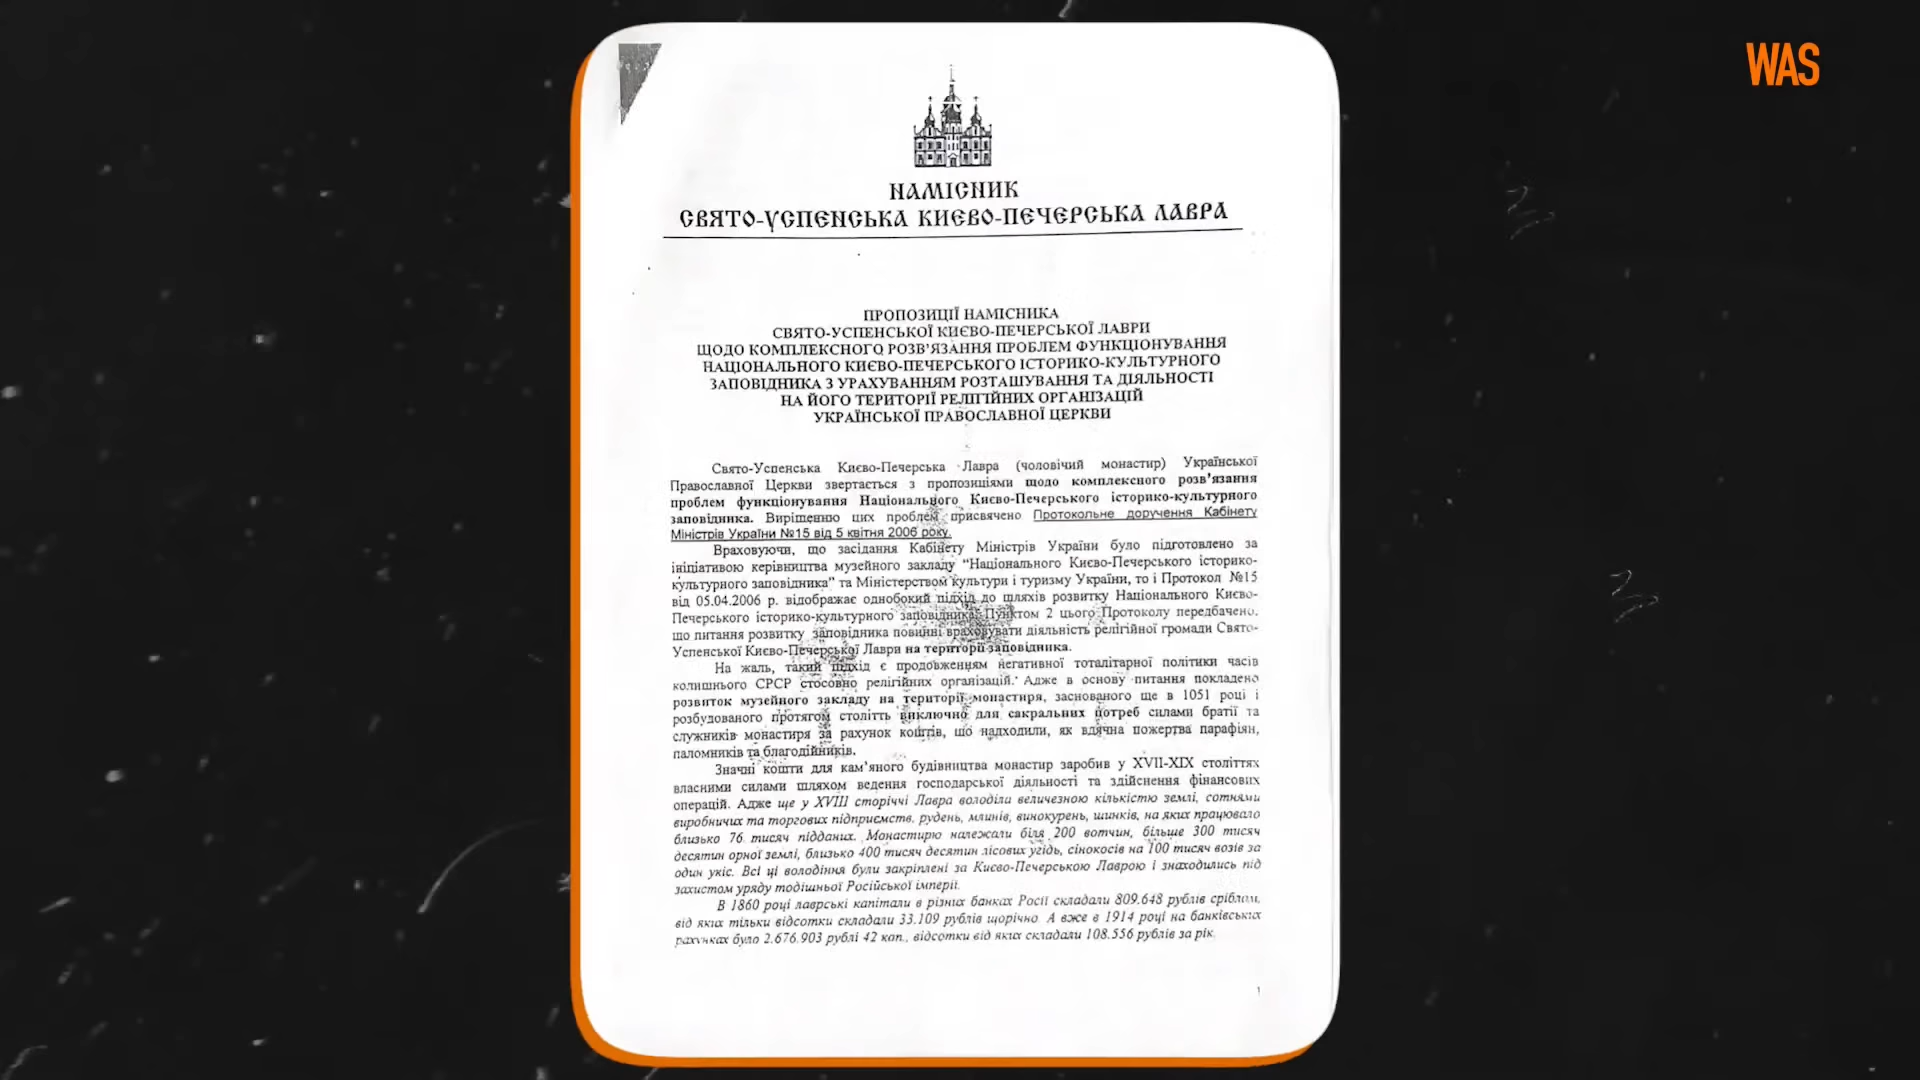 WAS
НАМІСНИК
СВЯТО-УСПЕНСЬКА КИЄВО-ПЕЧЕРСЬКА ЛАВРА
ПРОПОЗИЦІЇ НАМІСНИКА
СВЯТО-УСПЕНСЬКОЇ КИЄВО-ПЕЧЕРСЬКОЇ ЛАВРИ
ЩОДО КОМПЛЕКСНОГО РОЗВ’ЯЗАННЯ ПРОБЛЕМ ФУНКЦІОНУВАННЯ
НАЦІОНАЛЬНОГО КИЄВО-ПЕЧЕРСЬКОГО ІСТОРИКО-КУЛЬТУРНОГО
ЗАПОВІДНИКА З УРАХУВАННЯМ РОЗТАШУВАННЯ ТА ДІЯЛЬНОСТІ
НА ЙОГО ТЕРИТОРІЇ РЕЛІГІЙНИХ ОРГАНІЗАЦІЙ
УКРАЇНСЬКОЇ ПРАВОСЛАВНОЇ ЦЕРКВИ
Свято-Успенська Києво-Печерська Лавра (чоловічий монастир) Української
Православної Церкви звертається з пропозиціями щодо комплексного розв’язання
проблем функціонування Національного Києво-Печерського історико-культурного
заповідника. Вирішенню цих проблем присвячено Протокольне доручення Кабінету
Міністрів України №15 від 5 квітня 2006 року.
Враховуючи, що засідання Кабінету Міністрів України було підготовлено за
ініціативою керівництва музейного закладу “Національного Києво-Печерського історико-
культурного заповідника” та Міністерством культури і туризму України, то і Протокол №15
від 05.04.2006 р. відображає однобокий підхід до шляхів розвитку Національного Києво-
Печерського історико-культурного заповідника. Пунктом 2 цього Протоколу передбачено,
що питання розвитку заповідника повинні враховувати діяльність релігійної громади Свято-
Успенської Києво-Печерської Лаври на території заповідника.
На жаль, такий підхід є продовженням негативної тоталітарної політики часів
колишнього СРСР стосовно релігійних організацій. Адже в основу питання покладено
розвиток музейного закладу на території монастиря, заснованого ще в 1051 році і
розбудованого протягом століть виключно для сакральних потреб силами братії та
служників монастиря за рахунок коштів, що надходили, як вдячна пожертва парафіян,
паломників та благодійників.
Значні кошти для кам’яного будівництва монастир заробив у XVII-XIX століттях
власними силами шляхом ведення господарської діяльності та здійснення фінансових
операцій. Адже ще у XVIII сторіччі Лавра володіла величезною кількістю землі, сотнями
виробничих та торгових підприємств, рудень, млинів, винокурень, шинків, на яких працювало
близько 76 тисяч підданих. Монастирю належали біля 200 вотчин, більше 300 тисяч
десятин орної землі, близько 400 тисяч десятин лісових угідь, сінокосів на 100 тисяч возів за
один укіс. Всі ці володіння були закріплені за Києво-Печерською Лаврою і знаходились під
захистом уряду тодішньої Російської імперії.
В 1860 році лаврські капітали в різних банках Росії складали 809.648 рублів сріблом,
від яких тільки відсотки складали 33.109 рублів щорічно. А вже в 1914 році на банківських
рахунках було 2.676.903 рублі 42 коп., відсотки від яких складали 108.556 рублів за рік.
1